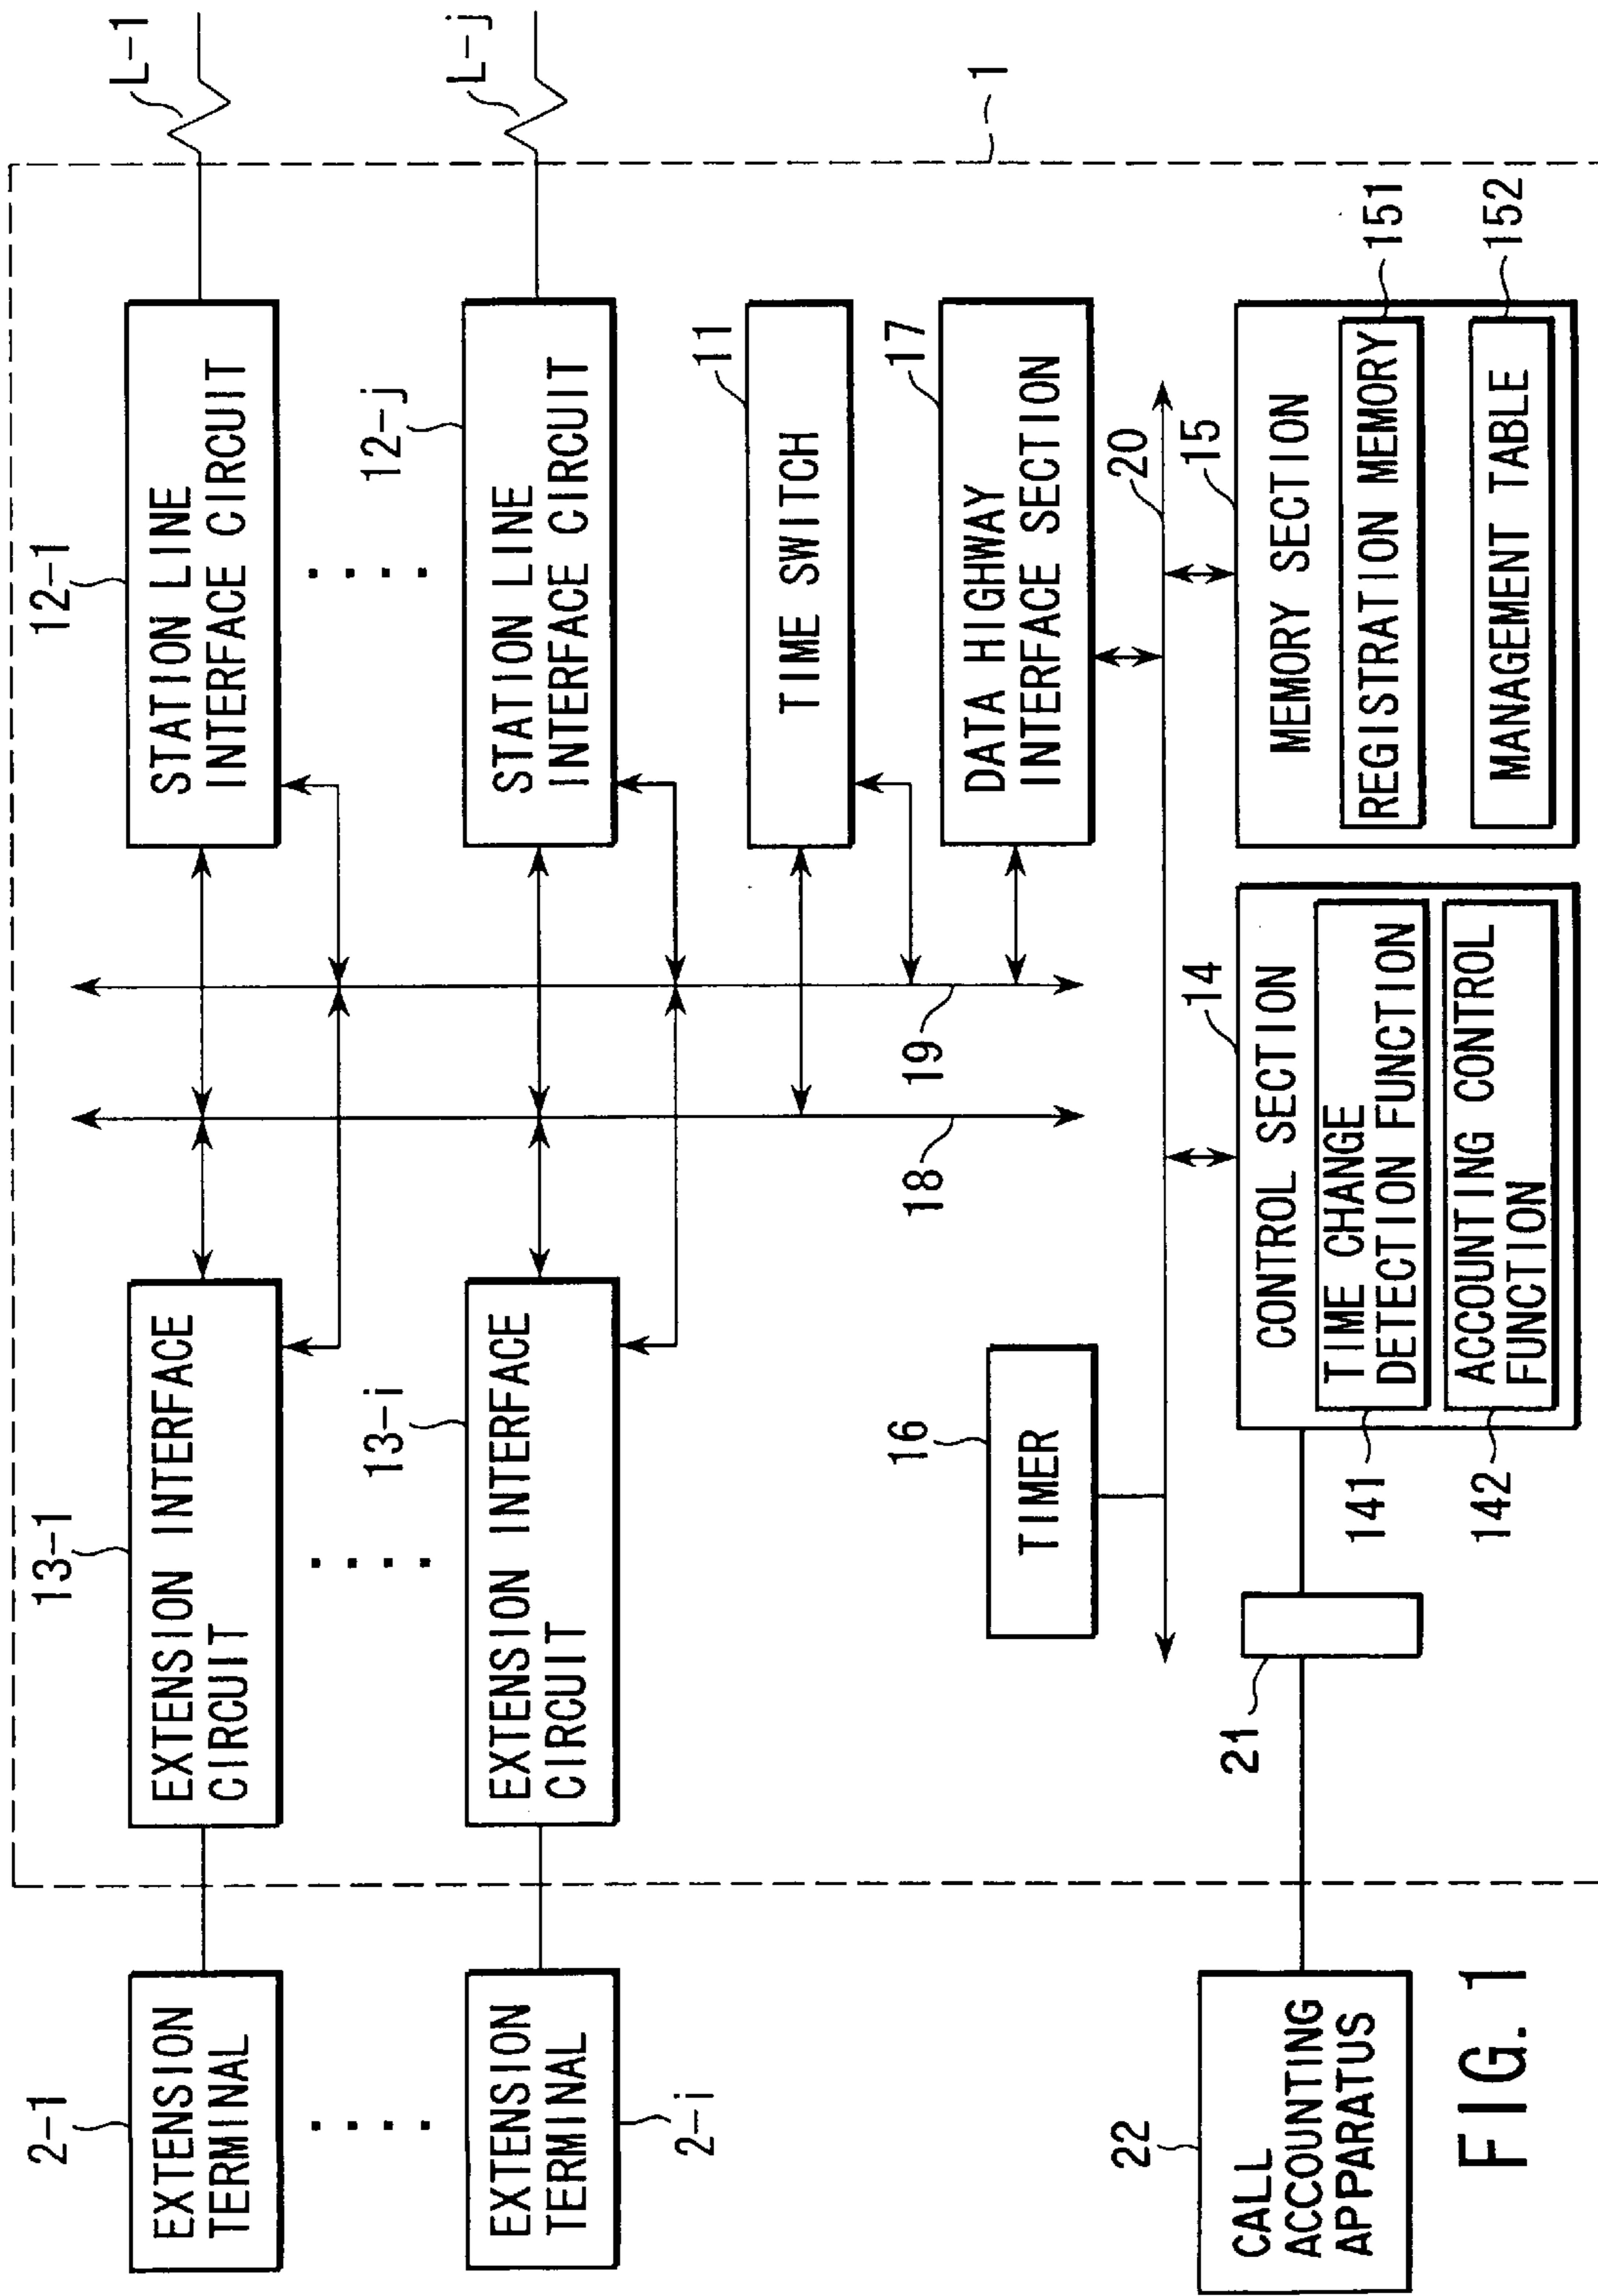 2-1
EXTENSION
TERMINAL
EXTENSION
TERMINAL
2-i
13-1
EXTENSION INTERFACE
CIRCUIT
13-i
EXTENSION INTERFACE
CIRCUIT
12-1
STATION LINE
INTERFACE CIRCUIT
12-j
STATION LINE
INTERFACE CIRCUIT
L-1
L-j
1
11
TIME SWITCH
17
DATA HIGHWAY
INTERFACE SECTION
18
19
20
16
TIMER
14
CONTROL SECTION
TIME CHANGE
DETECTION FUNCTION
141
ACCOUNTING CONTROL
FUNCTION
142
15
MEMORY SECTION
REGISTRATION MEMORY
151
MANAGEMENT TABLE
152
21
22
CALL
ACCOUNTING
APPARATUS
FIG. 1